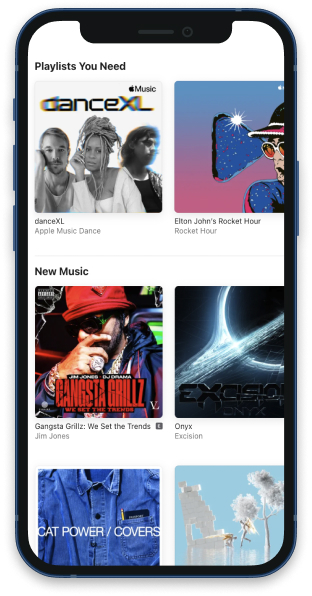 Playlists You Need
Music
danceXL
danceXL
Apple Music Dance
Elton John's Rocket Hour
Rocket Hour
New Music
JIM JONES · DJ DRAMA
GANGSTA GRILLZ
WE SET THE TRENDS
Gangsta Grillz: We Set the Trends E
Jim Jones
EXCISION
ONYX
Onyx
Excision
CAT POWER / COVERS